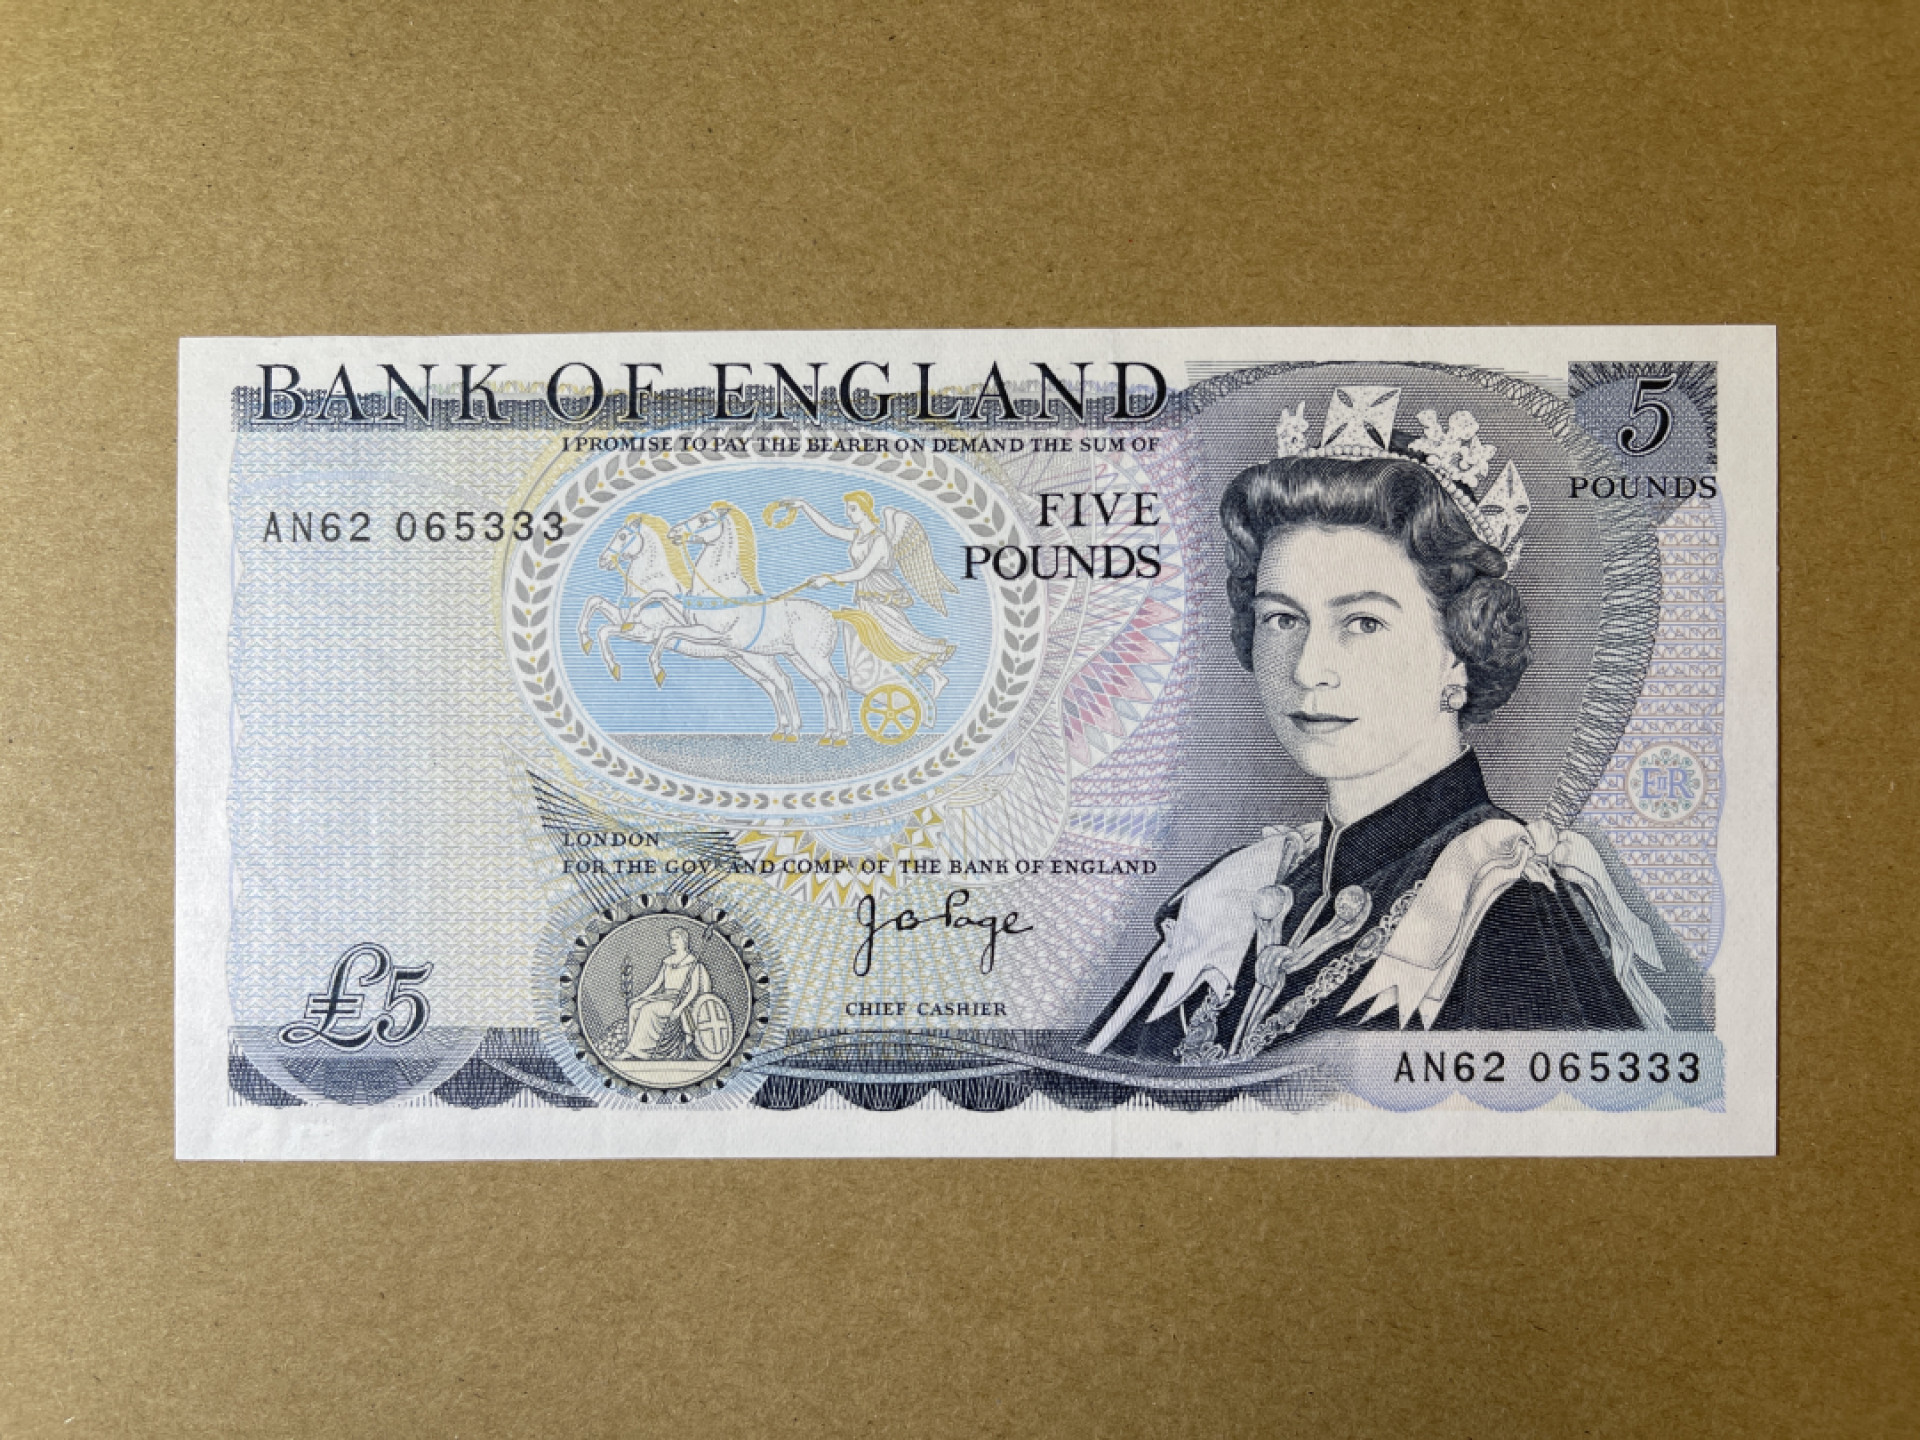 BANK OF ENGLAND
I PROMISE TO PAY THE BEARER ON DEMAND THE SUM OF
5
POUNDS
FIVE
POUNDS
AN62 065333
EIIR
LONDON
FOR THE GOVR AND COMPA OF THE BANK OF ENGLAND
J B Page
CHIEF CASHIER
£5
AN62 065333